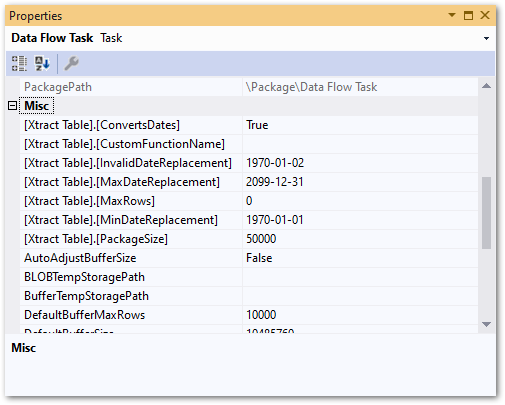 Properties
Data Flow Task Task
PackagePath \Package\Data Flow Task
Misc
[Xtract Table].[ConvertsDates] True
[Xtract Table].[CustomFunctionName]
[Xtract Table].[InvalidDateReplacement] 1970-01-02
[Xtract Table].[MaxDateReplacement] 2099-12-31
[Xtract Table].[MaxRows] 0
[Xtract Table].[MinDateReplacement] 1970-01-01
[Xtract Table].[PackageSize] 50000
AutoAdjustBufferSize False
BLOBTempStoragePath
BufferTempStoragePath
DefaultBufferMaxRows 10000
DefaultBufferSize 10485760
Misc